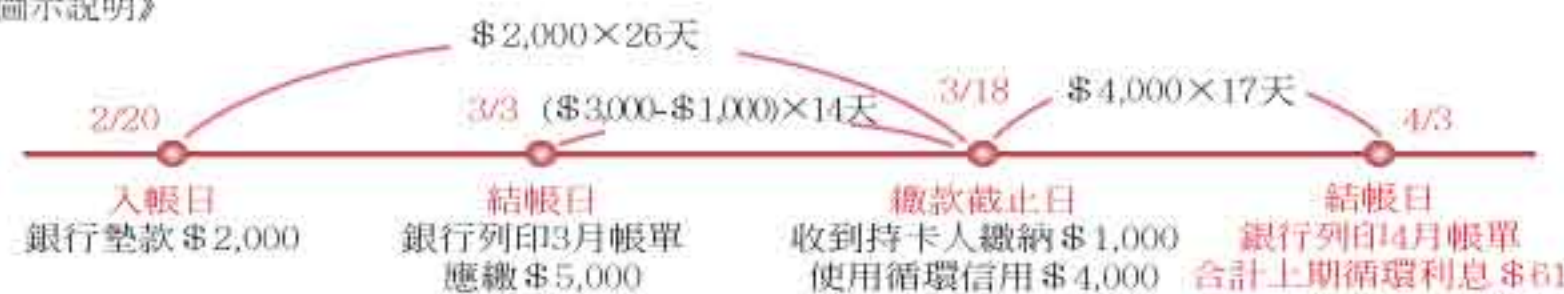 圖示說明》
$2,000×26天
2/20
3/3
($3,000-$1,000)×14天
3/18
$4,000×17天
4/3
入帳日
銀行墊款$2,000
結帳日
銀行列印3月帳單
應繳$5,000
繳款截止日
收到持卡人繳納$1,000
使用循環信用$4,000
結帳日
銀行列印4月帳單
合計上期循環利息$61